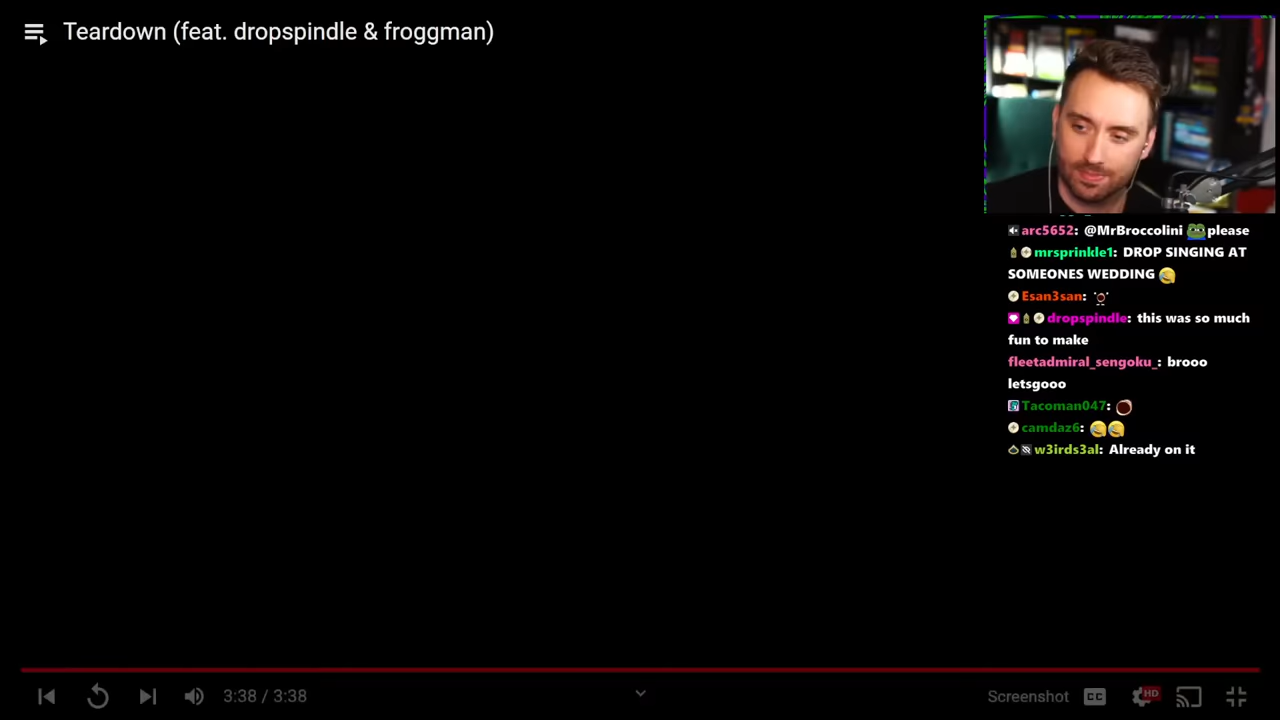 Teardown (feat. dropspindle & froggman)
arc5652: @MrBroccolini please
mrsprinkle1: DROP SINGING AT
SOMEONES WEDDING
Esan3san:
dropspindle: this was so much
fun to make
fleetadmiral_sengoku_: brooo
letsgooo
Tacoman047:
camdaz6:
w3irds3al: Already on it
3:38 / 3:38
Screenshot
CC
HD